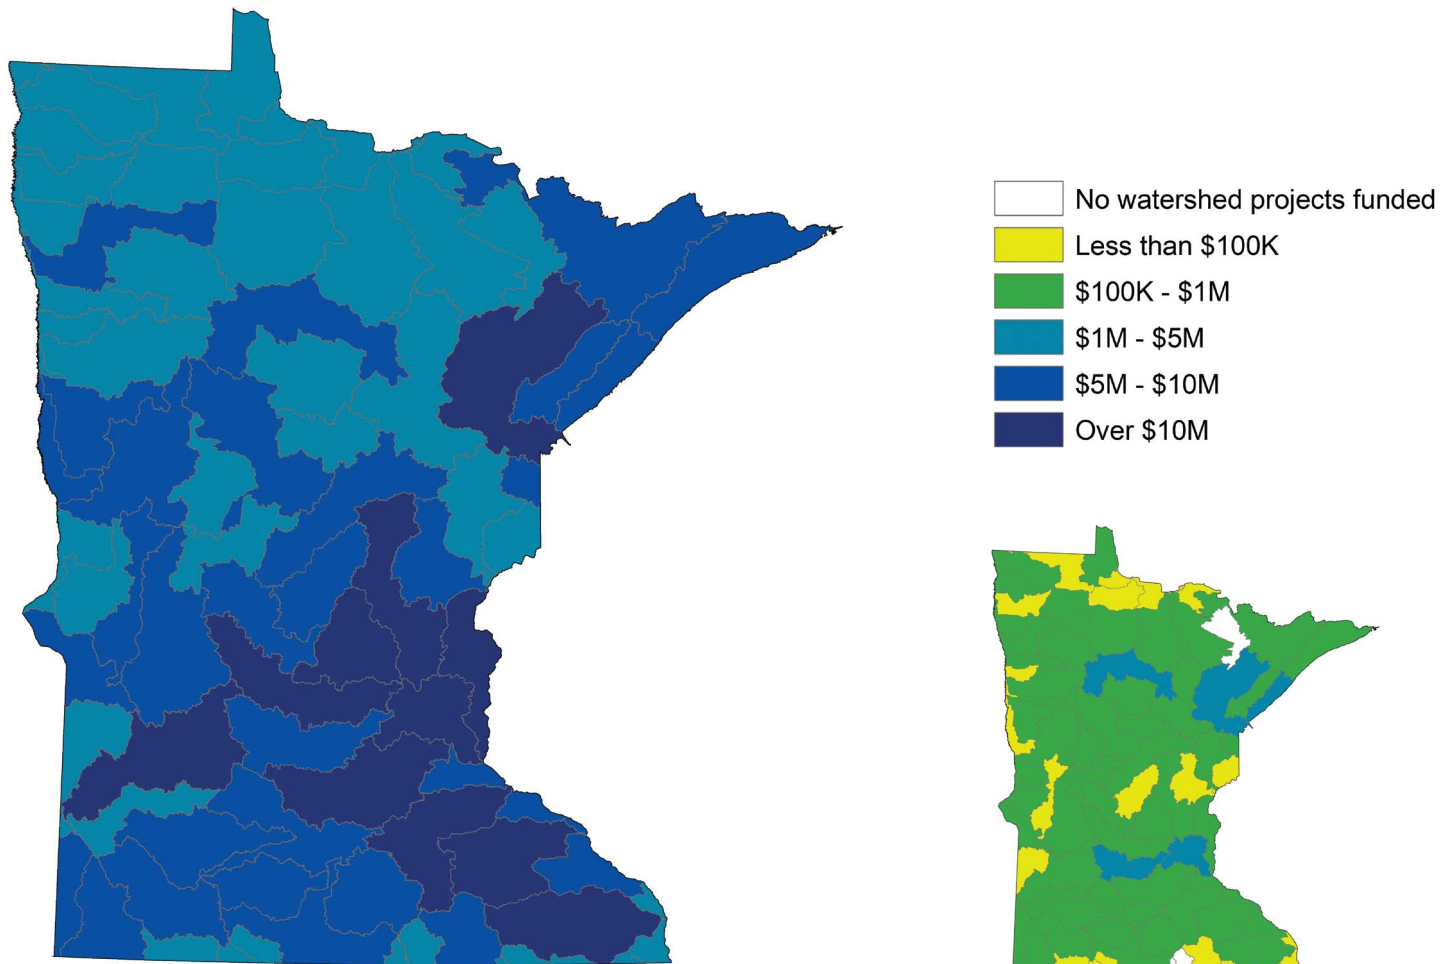 No watershed projects funded
Less than $100K
$100K - $1M
$1M - $5M
$5M - $10M
Over $10M